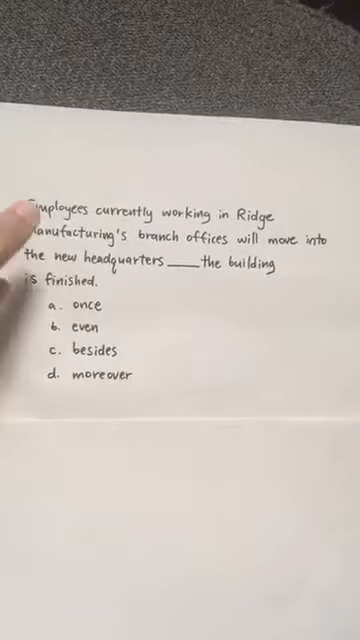 Employees currently working in Ridge
Manufacturing's branch offices will move into
the new headquarters ____ the building
is finished.
a. once
b. even
c. besides
d. moreover